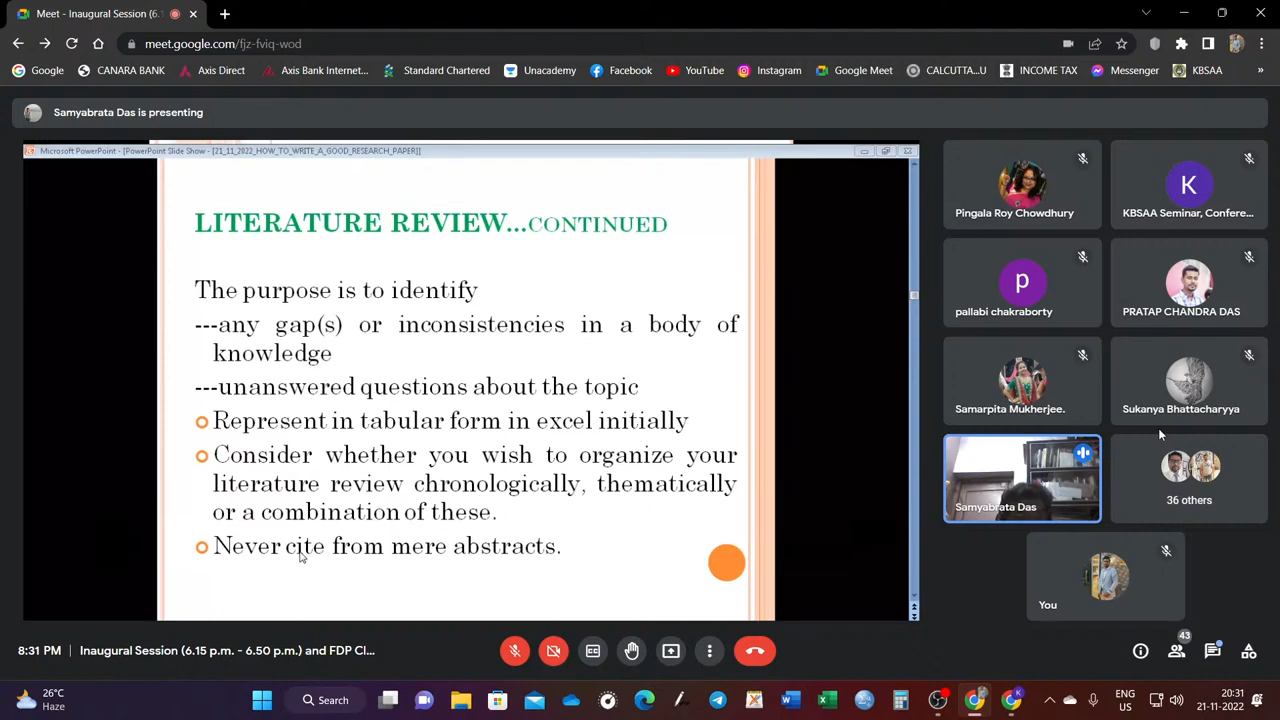 Meet - Inaugural Session (6.1
meet.google.com/fjz-fviq-wod
Google
CANARA BANK
Axis Direct
Axis Bank Internet...
Standard Chartered
Unacademy
Facebook
YouTube
Instagram
Google Meet
CALCUTTA...U
INCOME TAX
Messenger
KBSAA
»
Samyabrata Das is presenting
Microsoft PowerPoint - [PowerPoint Slide Show - [21_11_2022_HOW_TO_WRITE_A_GOOD_RESEARCH_PAPER]]
LITERATURE REVIEW...CONTINUED
The purpose is to identify
---any gap(s) or inconsistencies in a body of
knowledge
---unanswered questions about the topic
Represent in tabular form in excel initially
Consider whether you wish to organize your
literature review chronologically, thematically
or a combination of these.
Never cite from mere abstracts.
Pingala Roy Chowdhury
K
KBSAA Seminar, Confere...
p
pallabi chakraborty
PRATAP CHANDRA DAS
Samarpita Mukherjee.
Sukanya Bhattacharyya
Samyabrata Das
36 others
You
8:31 PM | Inaugural Session (6.15 p.m. - 6.50 p.m.) and FDP Cl...
43
26°C
Haze
Search
ENG
US
20:31
21-11-2022